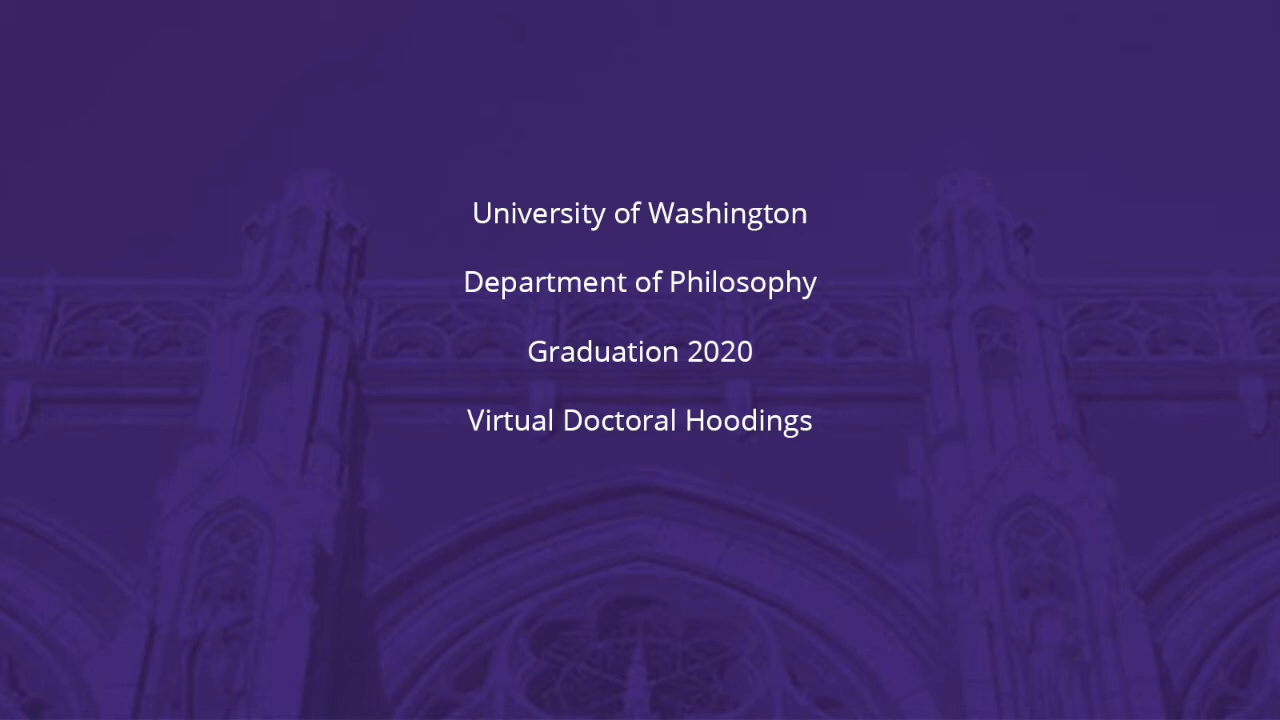 University of Washington
Department of Philosophy
Graduation 2020
Virtual Doctoral Hoodings